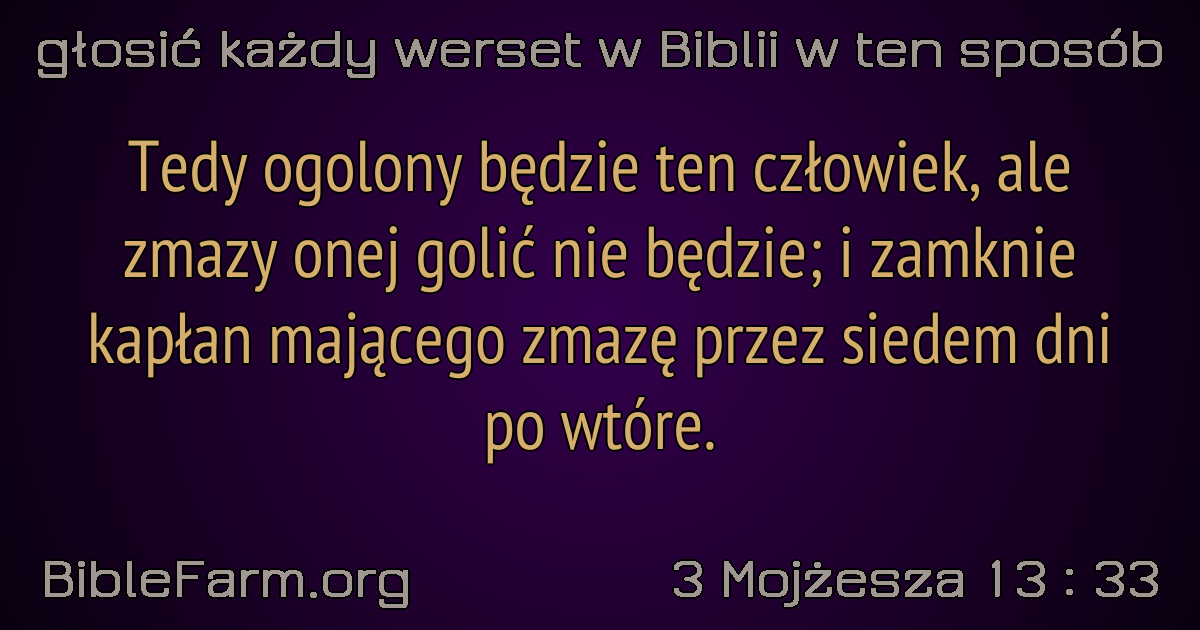 głosić każdy werset w Biblii w ten sposób
Tedy ogolony będzie ten człowiek, ale
zmazy onej golić nie będzie; i zamknie
kapłan mającego zmazę przez siedem dni
po wtóre.
BibleFarm.org
3 Mojżesza 13 : 33